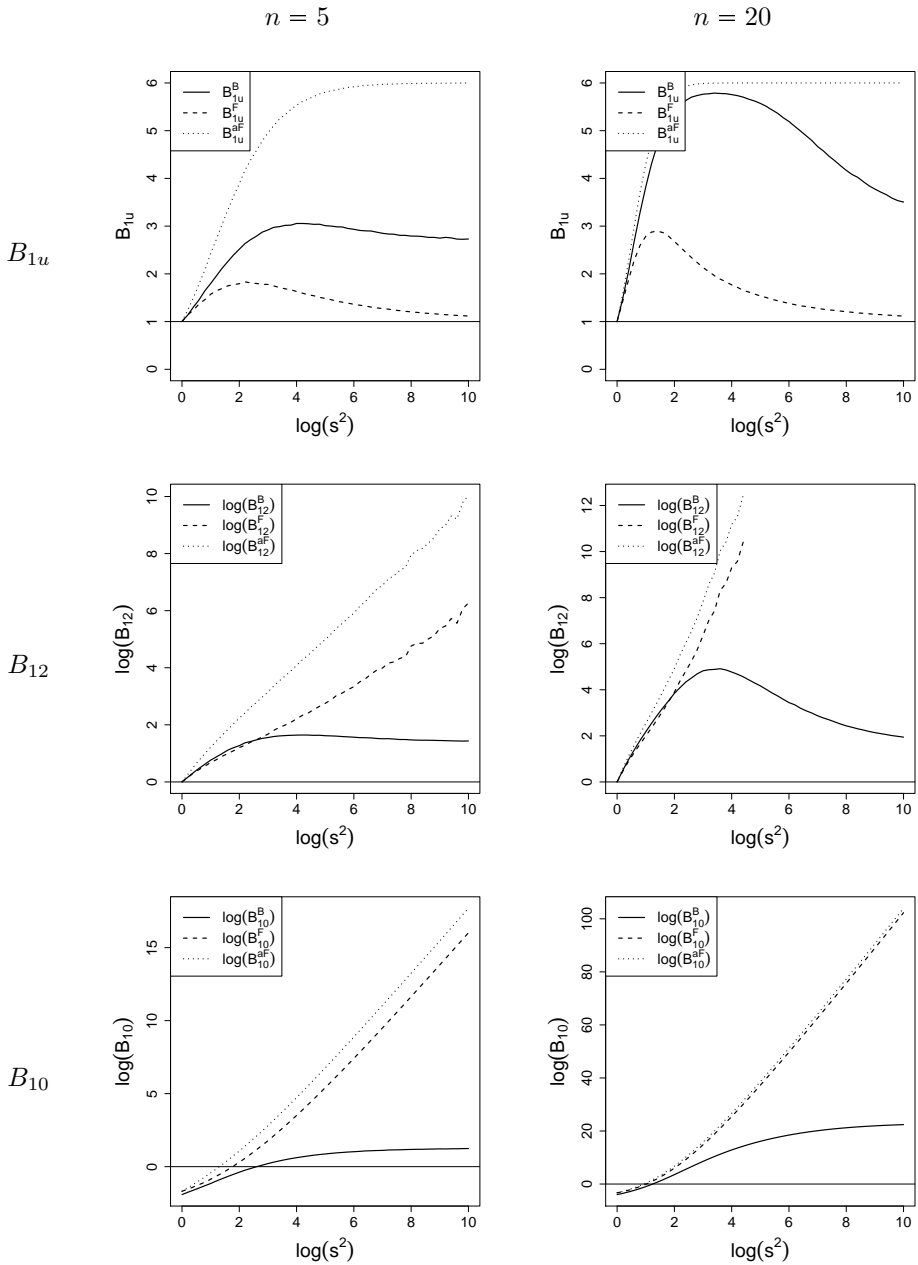 n = 5
n = 20
B_{1u}
B_{1u}
B^B_{1u}
B^F_{1u}
B^{aF}_{1u}
0 1 2 3 4 5 6
0 2 4 6 8 10
log(s²)
B_{1u}
B^B_{1u}
B^F_{1u}
B^{aF}_{1u}
0 1 2 3 4 5 6
0 2 4 6 8 10
log(s²)
B_{12}
log(B_{12})
log(B^B_{12})
log(B^F_{12})
log(B^{aF}_{12})
0 2 4 6 8 10
0 2 4 6 8 10
log(s²)
log(B_{12})
log(B^B_{12})
log(B^F_{12})
log(B^{aF}_{12})
0 2 4 6 8 10 12
0 2 4 6 8 10
log(s²)
B_{10}
log(B_{10})
log(B^B_{10})
log(B^F_{10})
log(B^{aF}_{10})
0 5 10 15
0 2 4 6 8 10
log(s²)
log(B_{10})
log(B^B_{10})
log(B^F_{10})
log(B^{aF}_{10})
0 20 40 60 80 100
0 2 4 6 8 10
log(s²)